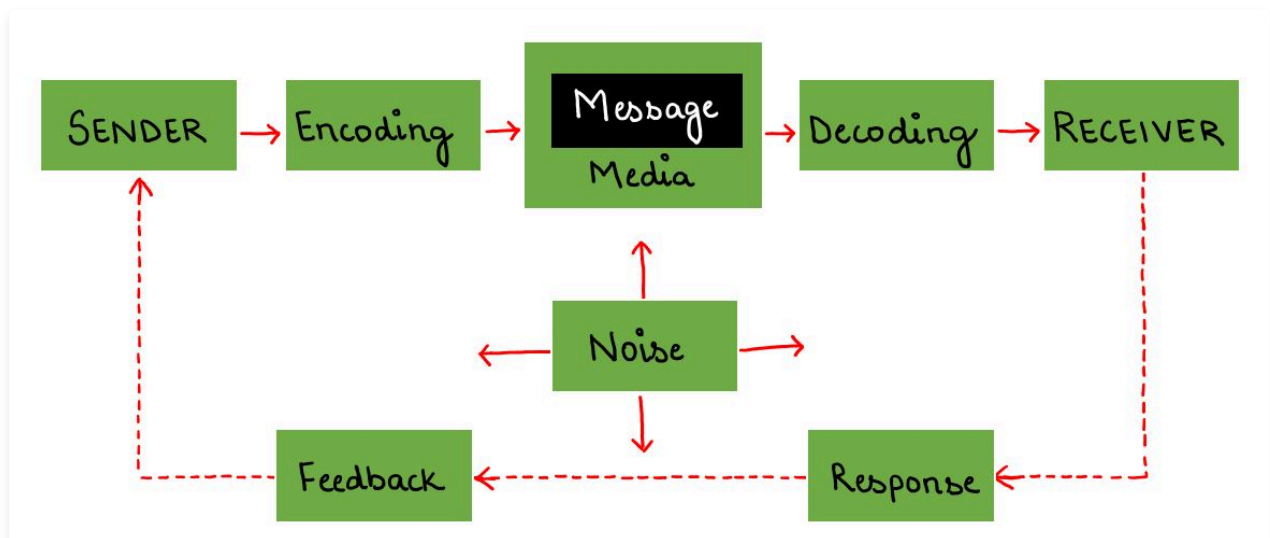 SENDER
Encoding
Message
Media
Decoding
RECEIVER
Noise
Feedback
Response